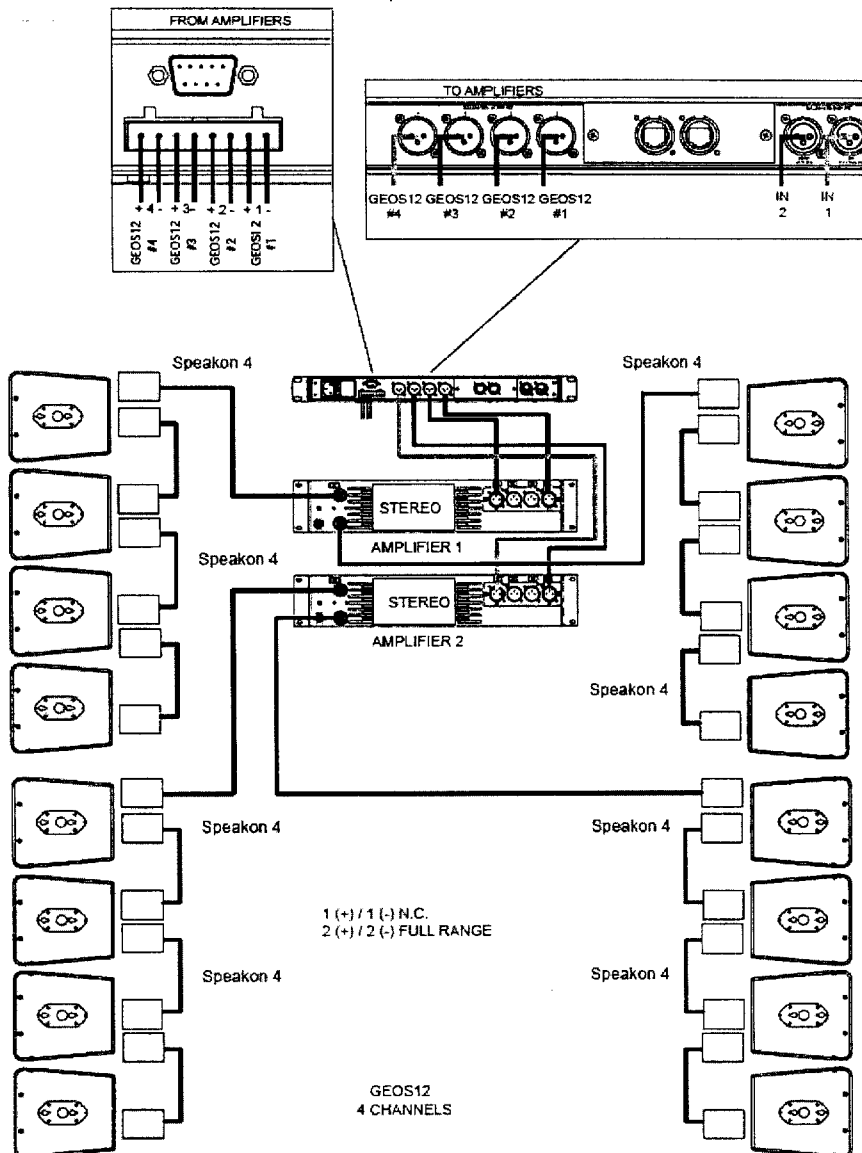 FROM AMPLIFIERS
+ 4 - + 3 - + 2 - + 1 -
GEOS12 #4
GEOS12 #3
GEOS12 #2
GEOS12 #1
TO AMPLIFIERS
GEOS12 GEOS12 GEOS12 GEOS12
#4 #3 #2 #1
IN IN
2 1
Speakon 4
Speakon 4
STEREO
AMPLIFIER 1
Speakon 4
STEREO
AMPLIFIER 2
Speakon 4
Speakon 4
Speakon 4
1 (+) / 1 (-) N.C.
2 (+) / 2 (-) FULL RANGE
Speakon 4
Speakon 4
GEOS12
4 CHANNELS